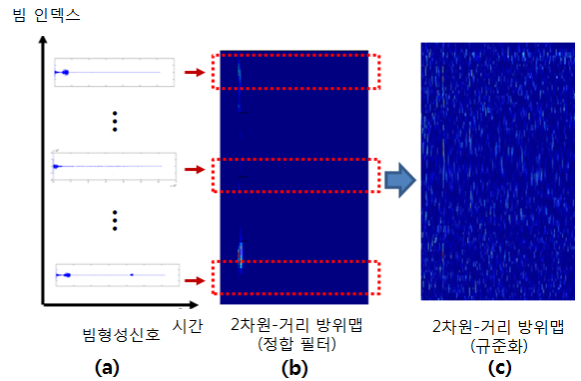 빔 인덱스
시간
빔형성신호
(a)
2차원-거리 방위맵
(정합 필터)
(b)
2차원-거리 방위맵
(규준화)
(c)